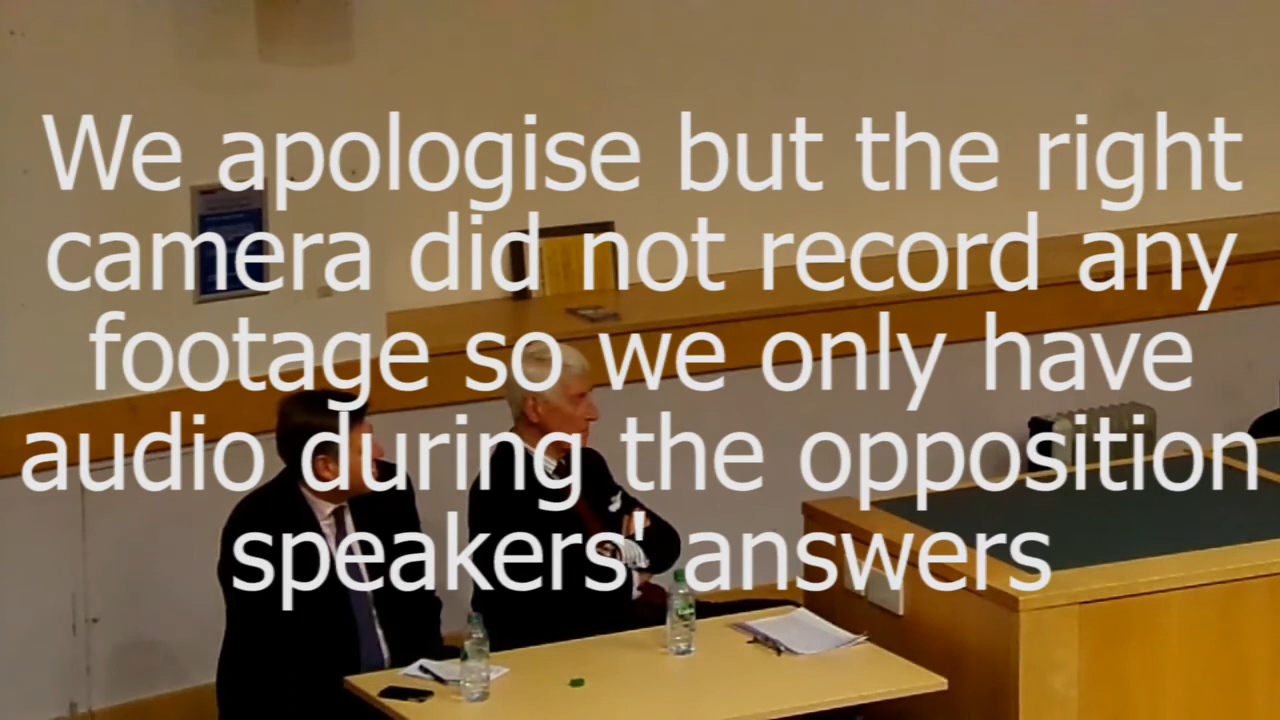 We apologise but the right
camera did not record any
footage so we only have
audio during the opposition
speakers' answers